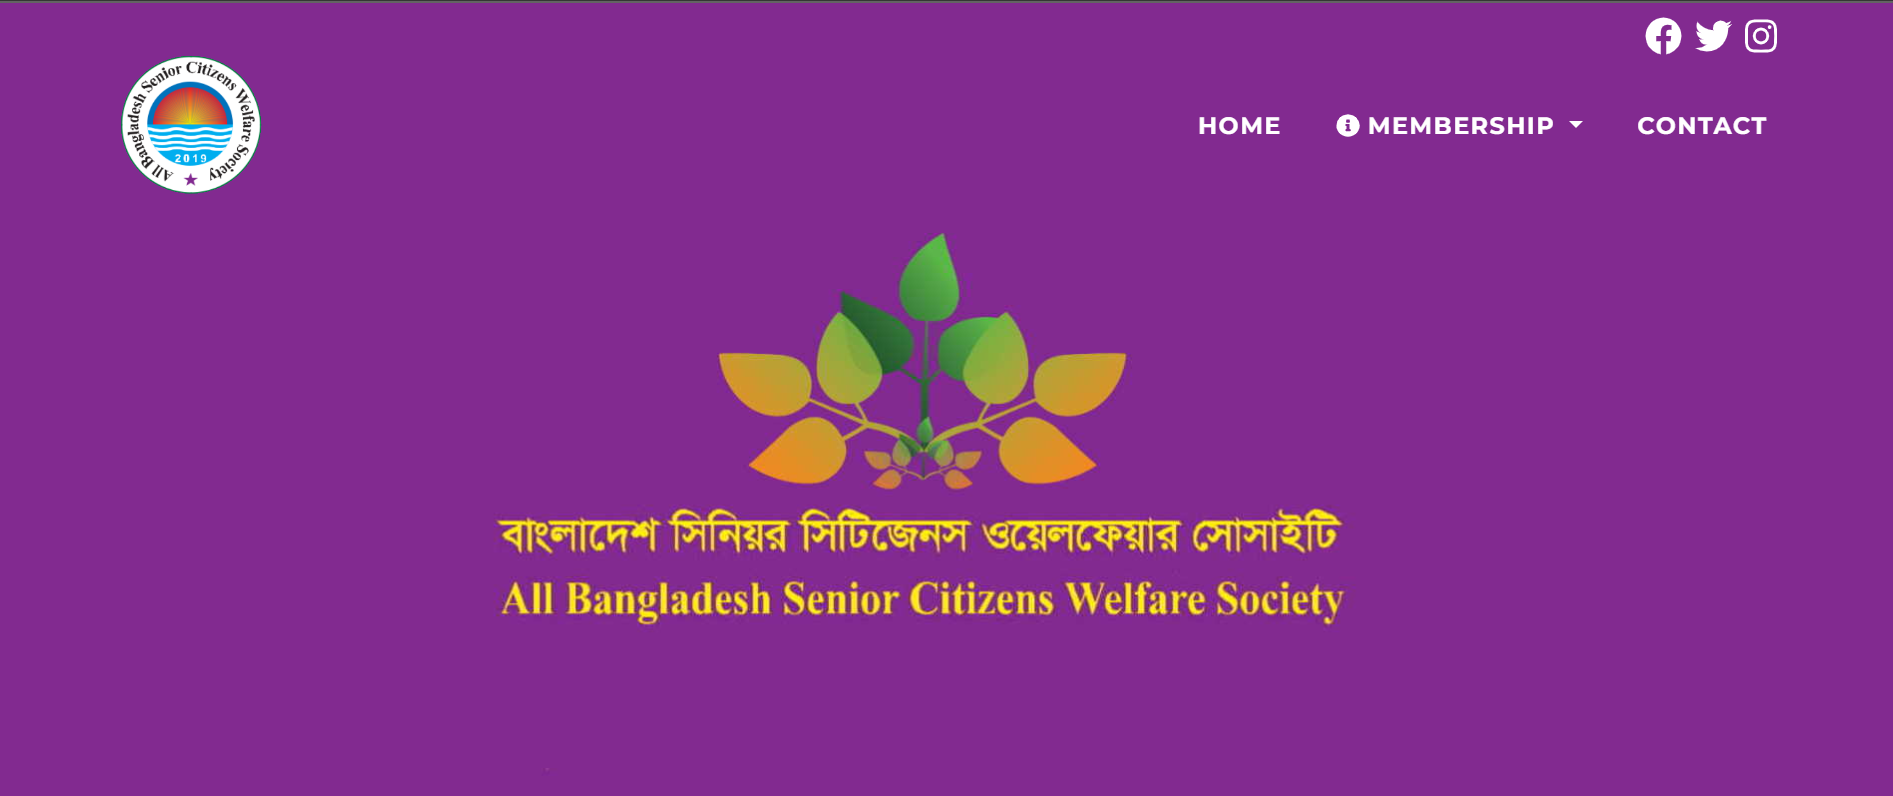 All Bangladesh Senior Citizens Welfare Society
2019
HOME
MEMBERSHIP
CONTACT
বাংলাদেশ সিনিয়র সিটিজেনস ওয়েলফেয়ার সোসাইটি
All Bangladesh Senior Citizens Welfare Society